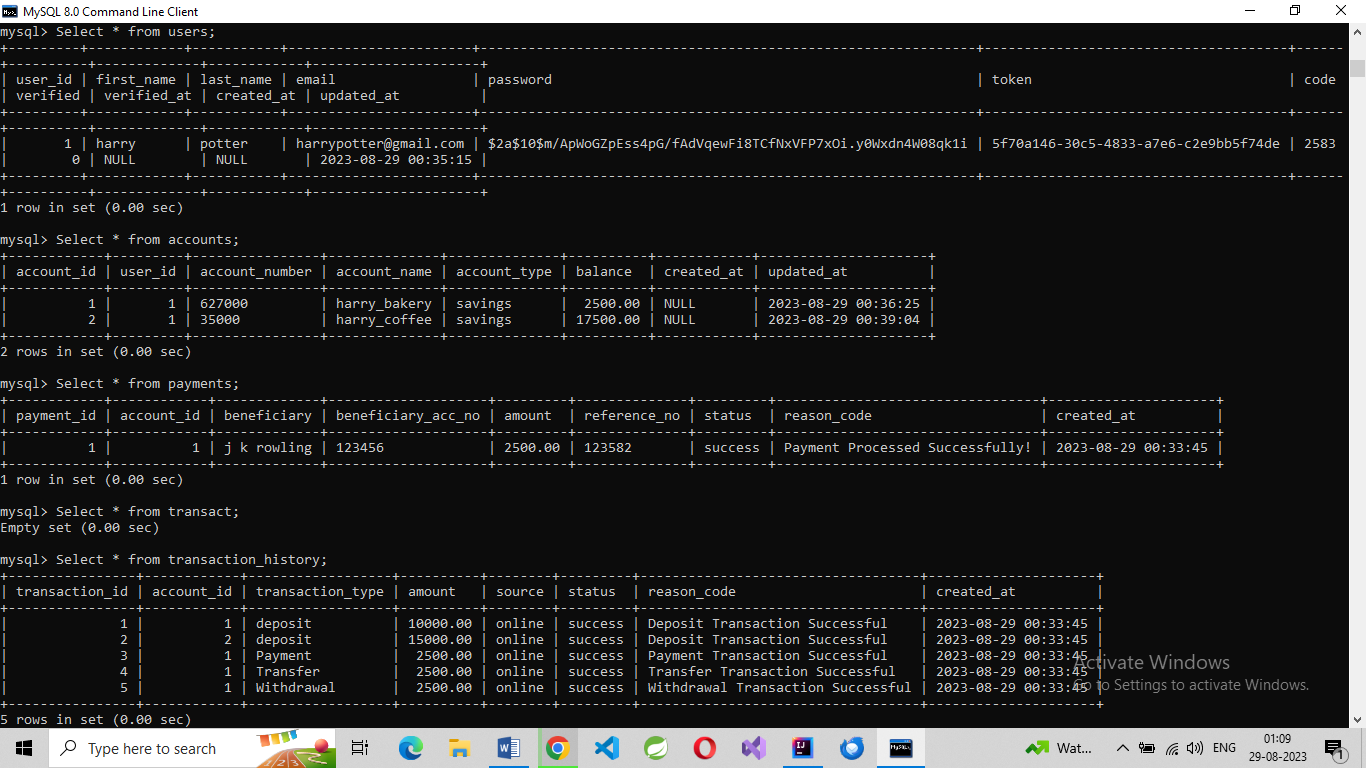 MySQL 8.0 Command Line Client
mysql> Select * from users;
+---------+------------+-----------+-----------------------+--------------------------------------------------------------+--------------------------------------+------
+----------+-------------+------------+---------------------+
| user_id | first_name | last_name | email | password | token | code
| verified | verified_at | created_at | updated_at |
+---------+------------+-----------+-----------------------+--------------------------------------------------------------+--------------------------------------+------
+----------+-------------+------------+---------------------+
| 1 | harry | potter | harrypotter@gmail.com | $2a$10$m/ApWoGZpEss4pG/fAdVqewFi8TCfNxVFP7xOi.y0Wxdn4W08qk1i | 5f70a146-30c5-4833-a7e6-c2e9bb5f74de | 2583
| 0 | NULL | NULL | 2023-08-29 00:35:15 |
+---------+------------+-----------+-----------------------+--------------------------------------------------------------+--------------------------------------+------
+----------+-------------+------------+---------------------+
1 row in set (0.00 sec)
mysql> Select * from accounts;
+------------+---------+----------------+--------------+--------------+----------+------------+---------------------+
| account_id | user_id | account_number | account_name | account_type | balance | created_at | updated_at |
+------------+---------+----------------+--------------+--------------+----------+------------+---------------------+
| 1 | 1 | 627000 | harry_bakery | savings | 2500.00 | NULL | 2023-08-29 00:36:25 |
| 2 | 1 | 35000 | harry_coffee | savings | 17500.00 | NULL | 2023-08-29 00:39:04 |
+------------+---------+----------------+--------------+--------------+----------+------------+---------------------+
2 rows in set (0.00 sec)
mysql> Select * from payments;
+------------+------------+-------------+--------------------+---------+--------------+---------+---------------------------------+---------------------+
| payment_id | account_id | beneficiary | beneficiary_acc_no | amount | reference_no | status | reason_code | created_at |
+------------+------------+-------------+--------------------+---------+--------------+---------+---------------------------------+---------------------+
| 1 | 1 | j k rowling | 123456 | 2500.00 | 123582 | success | Payment Processed Successfully! | 2023-08-29 00:33:45 |
+------------+------------+-------------+--------------------+---------+--------------+---------+---------------------------------+---------------------+
1 row in set (0.00 sec)
mysql> Select * from transact;
Empty set (0.00 sec)
mysql> Select * from transaction_history;
+----------------+------------+------------------+----------+--------+---------+-----------------------------------+---------------------+
| transaction_id | account_id | transaction_type | amount | source | status | reason_code | created_at |
+----------------+------------+------------------+----------+--------+---------+-----------------------------------+---------------------+
| 1 | 1 | deposit | 10000.00 | online | success | Deposit Transaction Successful | 2023-08-29 00:33:45 |
| 2 | 2 | deposit | 15000.00 | online | success | Deposit Transaction Successful | 2023-08-29 00:33:45 |
| 3 | 1 | Payment | 2500.00 | online | success | Payment Transaction Successful | 2023-08-29 00:33:45 |
| 4 | 1 | Transfer | 2500.00 | online | success | Transfer Transaction Successful | 2023-08-29 00:33:45 |
| 5 | 1 | Withdrawal | 2500.00 | online | success | Withdrawal Transaction Successful | 2023-08-29 00:33:45 |
+----------------+------------+------------------+----------+--------+---------+-----------------------------------+---------------------+
5 rows in set (0.00 sec)
Activate Windows
Go to Settings to activate Windows.
Type here to search
Wat...
ENG
01:09
29-08-2023
1